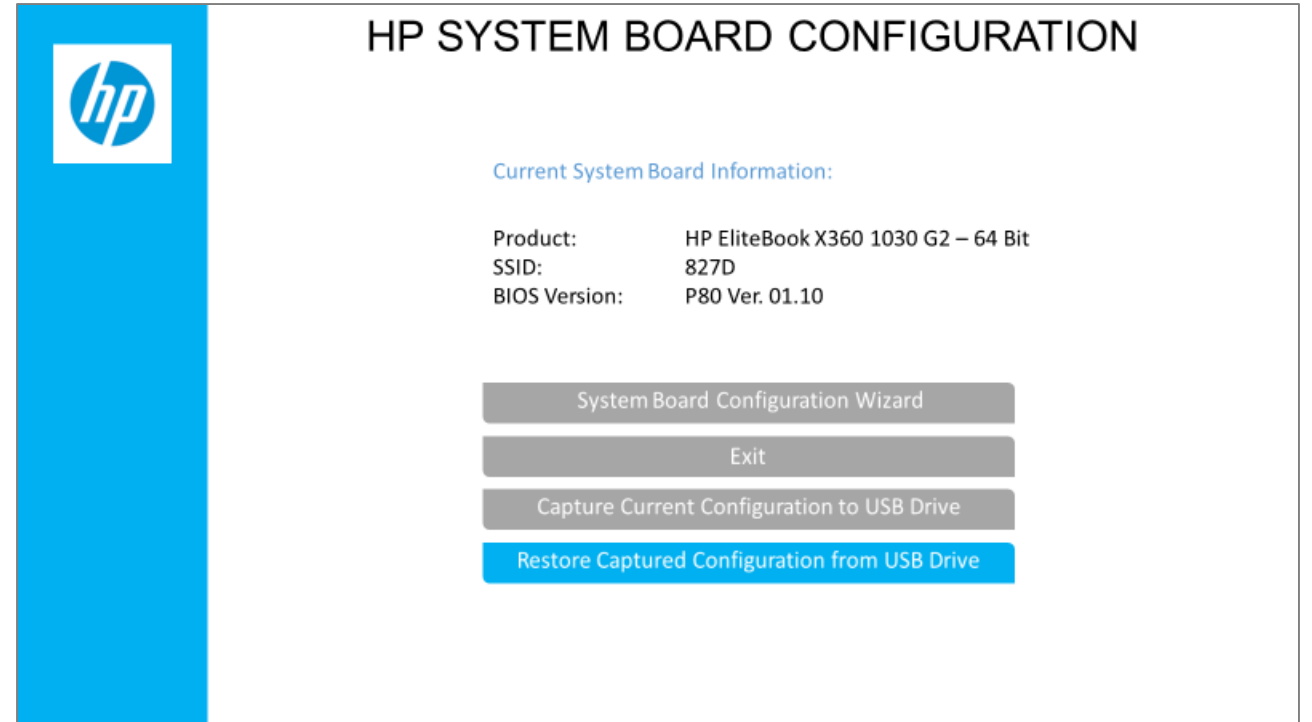 hp
HP SYSTEM BOARD CONFIGURATION
Current System Board Information:
Product: HP EliteBook X360 1030 G2 – 64 Bit
SSID: 827D
BIOS Version: P80 Ver. 01.10
System Board Configuration Wizard
Exit
Capture Current Configuration to USB Drive
Restore Captured Configuration from USB Drive